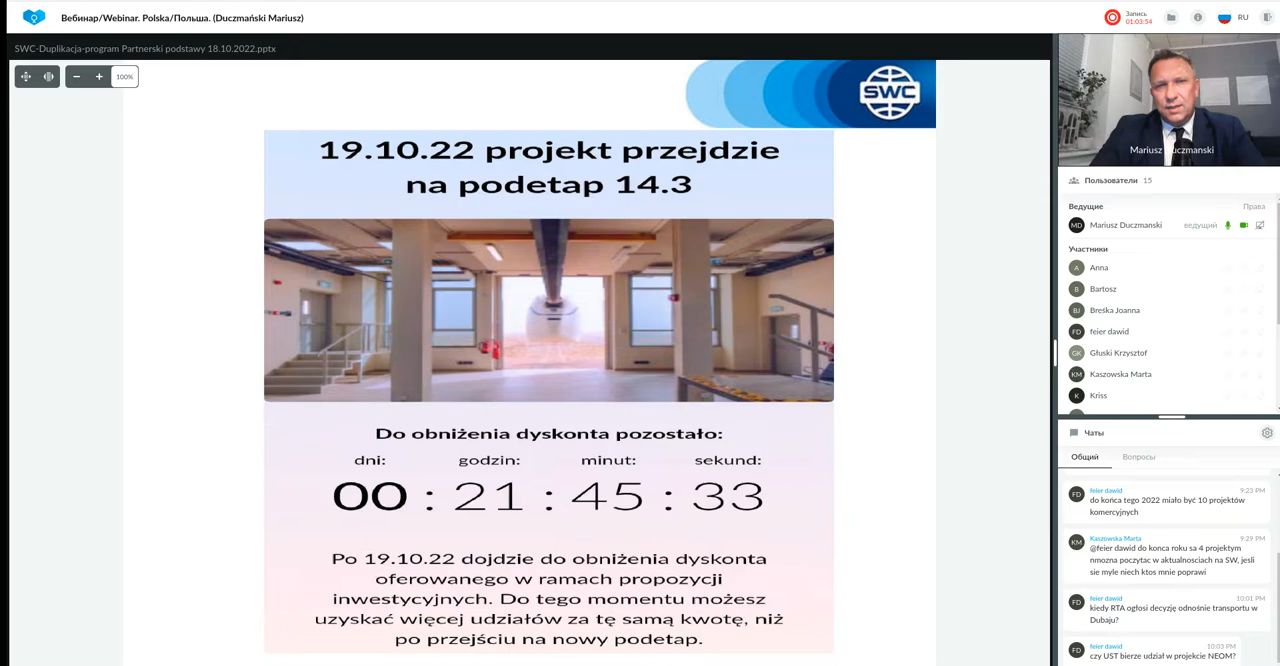 Вебинар/Webinar. Polska/Польша. (Duczmański Mariusz)
Запись
01:03:54
RU
SWC-Duplikacja-program Partnerski podstawy 18.10.2022.pptx
100%
SWC
19.10.22 projekt przejdzie
na podetap 14.3
Do obniżenia dyskonta pozostało:
dni: godzin: minut: sekund:
00 : 21 : 45 : 33
Po 19.10.22 dojdzie do obniżenia dyskonta
oferowanego w ramach propozycji
inwestycyjnych. Do tego momentu możesz
uzyskać więcej udziałów za tę samą kwotę, niż
po przejściu na nowy podetap.
Mariusz Duczmanski
Пользователи 15
Ведущие Права
MD Mariusz Duczmanski ведущий
Участники
A Anna
B Bartosz
BJ Breśka Joanna
FD feier dawid
GK Głuski Krzysztof
KM Kaszowska Marta
K Kriss
Чаты
Общий Вопросы
FD feier dawid 9:23 PM
do końca tego 2022 miało być 10 projektów
komercyjnych
KM Kaszowska Marta 9:29 PM
@feier dawid do konca roku sa 4 projektym
nmozna poczytac w aktualnosciach na SW, jesli
sie myle niech ktos mnie poprawi
FD feier dawid 10:01 PM
kiedy RTA ogłosi decyzję odnośnie transportu w
Dubaju?
FD feier dawid 10:03 PM
czy UST bierze udział w projekcie NEOM?